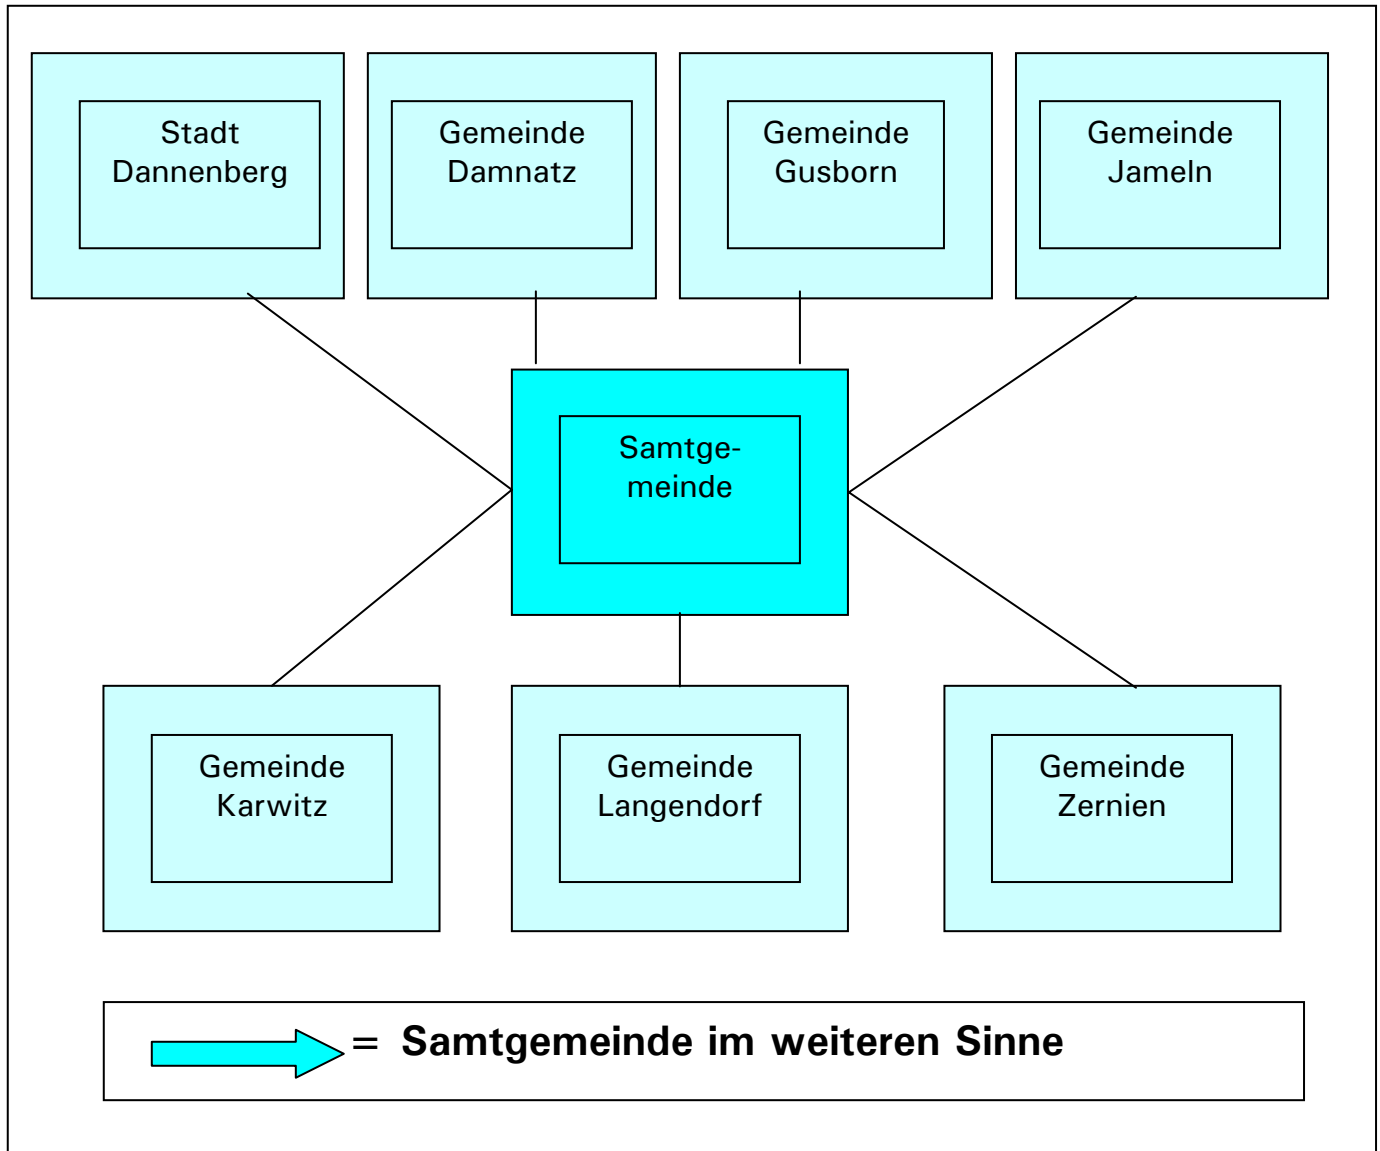 Stadt
Dannenberg
Gemeinde
Damnatz
Gemeinde
Gusborn
Gemeinde
Jameln
Samtge-
meinde
Gemeinde
Karwitz
Gemeinde
Langendorf
Gemeinde
Zernien
= Samtgemeinde im weiteren Sinne